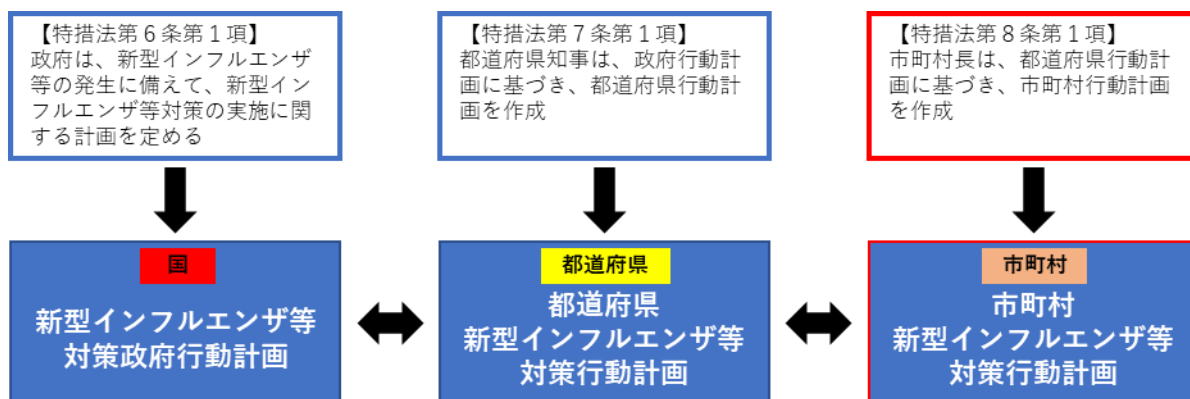 【特措法第６条第１項】
政府は、新型インフルエンザ
等の発生に備えて、新型イン
フルエンザ等対策の実施に関
する計画を定める
【特措法第７条第１項】
都道府県知事は、政府行動計
画に基づき、都道府県行動計
画を作成
【特措法第８条第１項】
市町村長は、都道府県行動計
画に基づき、市町村行動計画
を作成
国
新型インフルエンザ等
対策政府行動計画
都道府県
都道府県
新型インフルエンザ等
対策行動計画
市町村
市町村
新型インフルエンザ等
対策行動計画